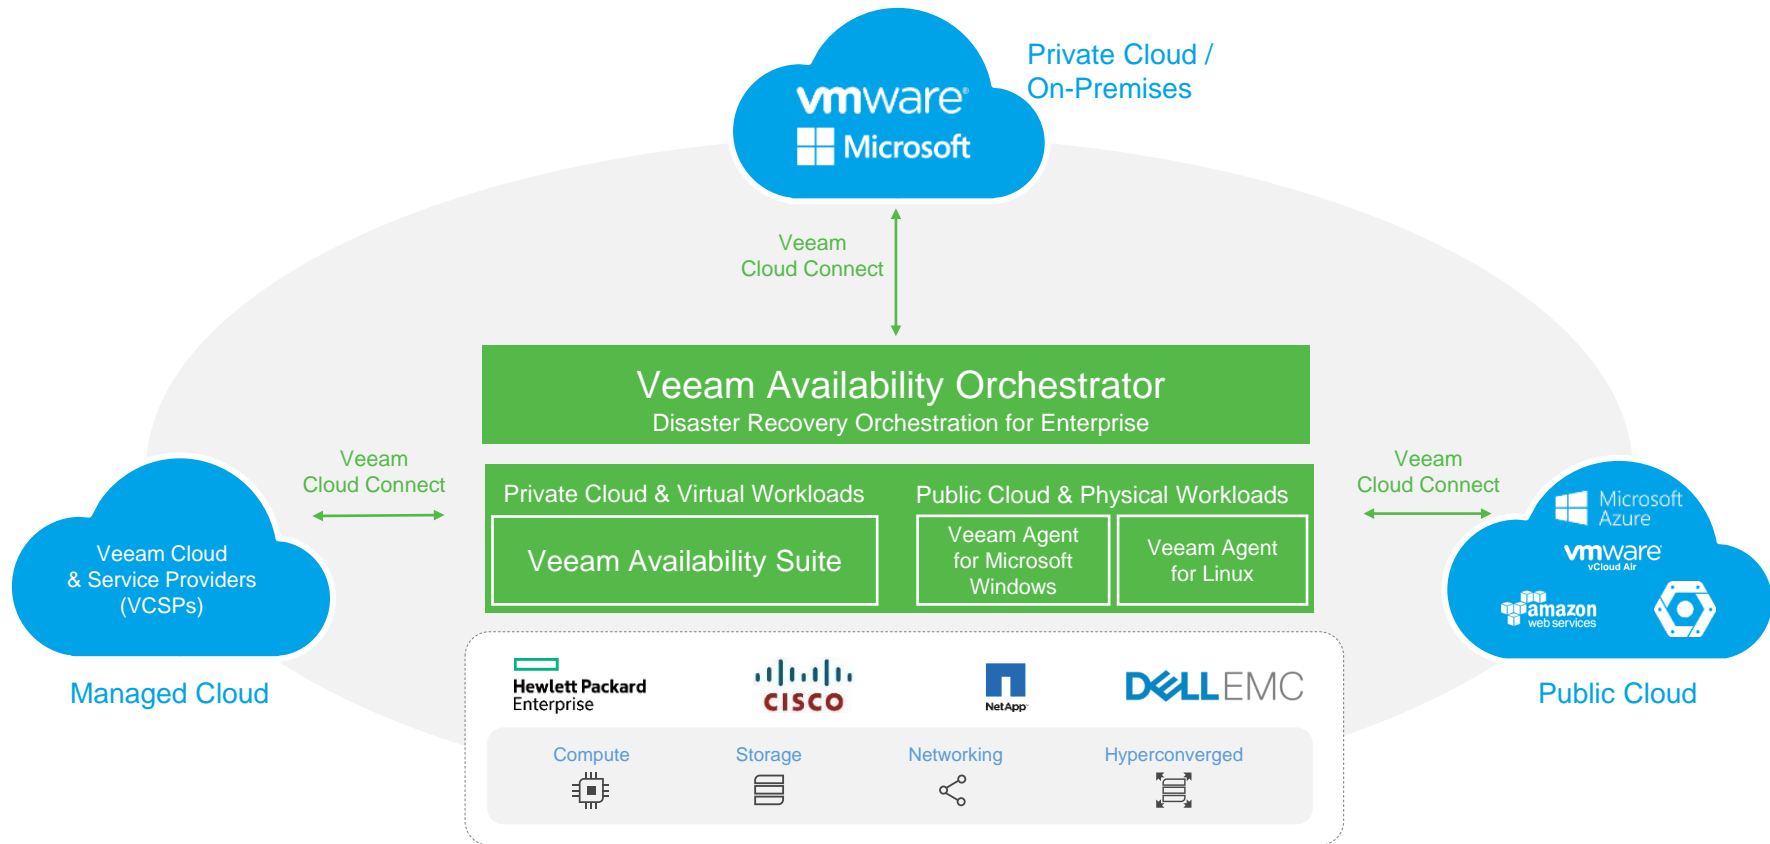 vmware
Microsoft
Private Cloud /
On-Premises
Veeam
Cloud Connect
Veeam Availability Orchestrator
Disaster Recovery Orchestration for Enterprise
Veeam
Cloud Connect
Veeam
Cloud Connect
Private Cloud & Virtual Workloads
Veeam Availability Suite
Public Cloud & Physical Workloads
Veeam Agent
for Microsoft
Windows
Veeam Agent
for Linux
Veeam Cloud
& Service Providers
(VCSPs)
Managed Cloud
Microsoft
Azure
vmware
vCloud Air
amazon
web services
Public Cloud
Hewlett Packard
Enterprise
CISCO
NetApp
DELLEMC
Compute
Storage
Networking
Hyperconverged